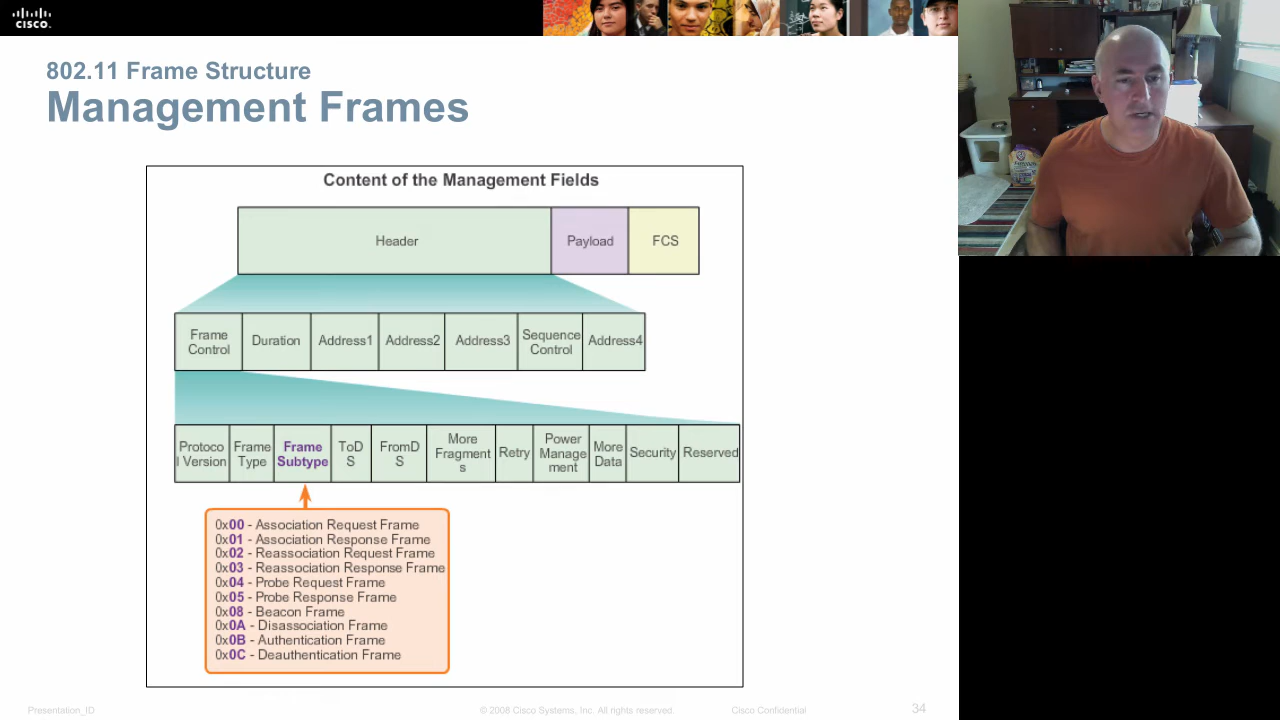 CISCO.
802.11 Frame Structure
Management Frames
Content of the Management Fields
Header
Payload
FCS
Frame
Control
Duration
Address1
Address2
Address3
Sequence
Control
Address4
Protoco
l Version
Frame
Type
Frame
Subtype
ToD
S
FromD
S
More
Fragment
s
Retry
Power
Manage
ment
More
Data
Security
Reserved
0x00 - Association Request Frame
0x01 - Association Response Frame
0x02 - Reassociation Request Frame
0x03 - Reassociation Response Frame
0x04 - Probe Request Frame
0x05 - Probe Response Frame
0x08 - Beacon Frame
0x0A - Disassociation Frame
0x0B - Authentication Frame
0x0C - Deauthentication Frame
Presentation_ID
© 2008 Cisco Systems, Inc. All rights reserved.
Cisco Confidential
34